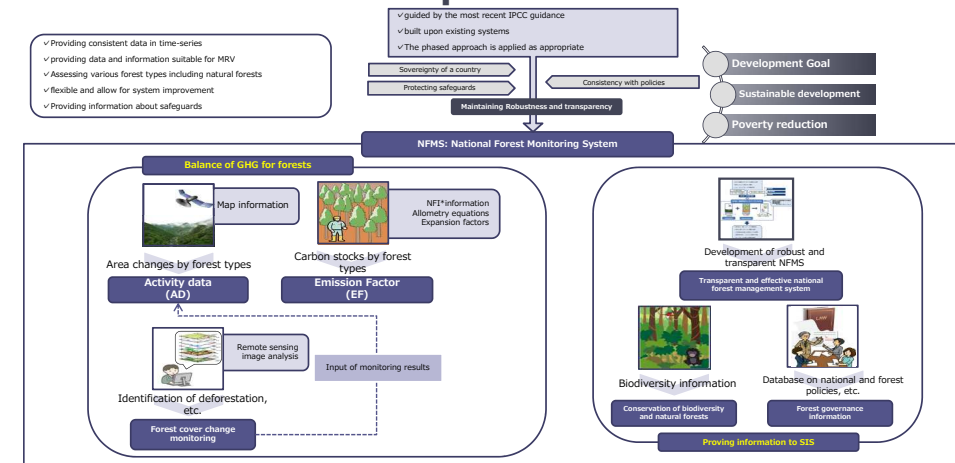 ✓guided by the most recent IPCC guidance
✓built upon existing systems
✓The phased approach is applied as appropriate
✓Providing consistent data in time-series
✓providing data and information suitable for MRV
✓Assessing various forest types including natural forests
✓flexible and allow for system improvement
✓Providing information about safeguards
Sovereignty of a country
Protecting safeguards
Consistency with policies
Maintaining Robustness and transparency
Development Goal
Sustainable development
Poverty reduction
NFMS: National Forest Monitoring System
Balance of GHG for forests
Map information
Area changes by forest types
Activity data
(AD)
NFI*information
Allometry equations
Expansion factors
Carbon stocks by forest
types
Emission Factor
(EF)
Remote sensing
image analysis
Identification of deforestation,
etc.
Forest cover change
monitoring
Input of monitoring results
Development of robust and
transparent NFMS
Transparent and effective national
forest management system
Biodiversity information
Conservation of biodiversity
and natural forests
LAW
Database on national and forest
policies, etc.
Forest governance
information
Proving information to SIS